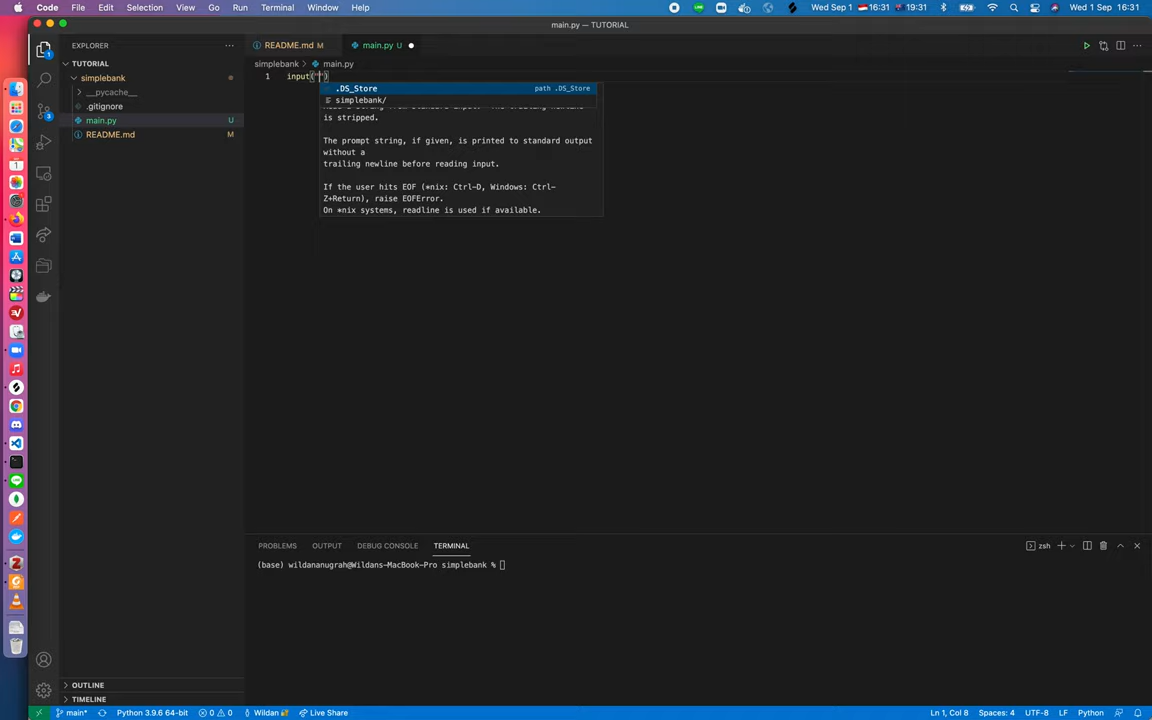 Code File Edit Selection View Go Run Terminal Window Help Wed Sep 1 16:31 19:31 Wed 1 Sep 16:31
main.py — TUTORIAL
EXPLORER
TUTORIAL
simplebank
__pycache__
.gitignore
main.py U
README.md M
README.md M main.py U
simplebank > main.py
1 input("")
.DS_Store path .DS_Store
simplebank/
is stripped.
The prompt string, if given, is printed to standard output
without a
trailing newline before reading input.
If the user hits EOF (*nix: Ctrl-D, Windows: Ctrl-
Z+Return), raise EOFError.
On *nix systems, readline is used if available.
PROBLEMS OUTPUT DEBUG CONSOLE TERMINAL zsh
(base) wildananugrah@Wildans-MacBook-Pro simplebank %
OUTLINE
TIMELINE
main* Python 3.9.6 64-bit 0 0 Wildan Live Share Ln 1, Col 8 Spaces: 4 UTF-8 LF Python